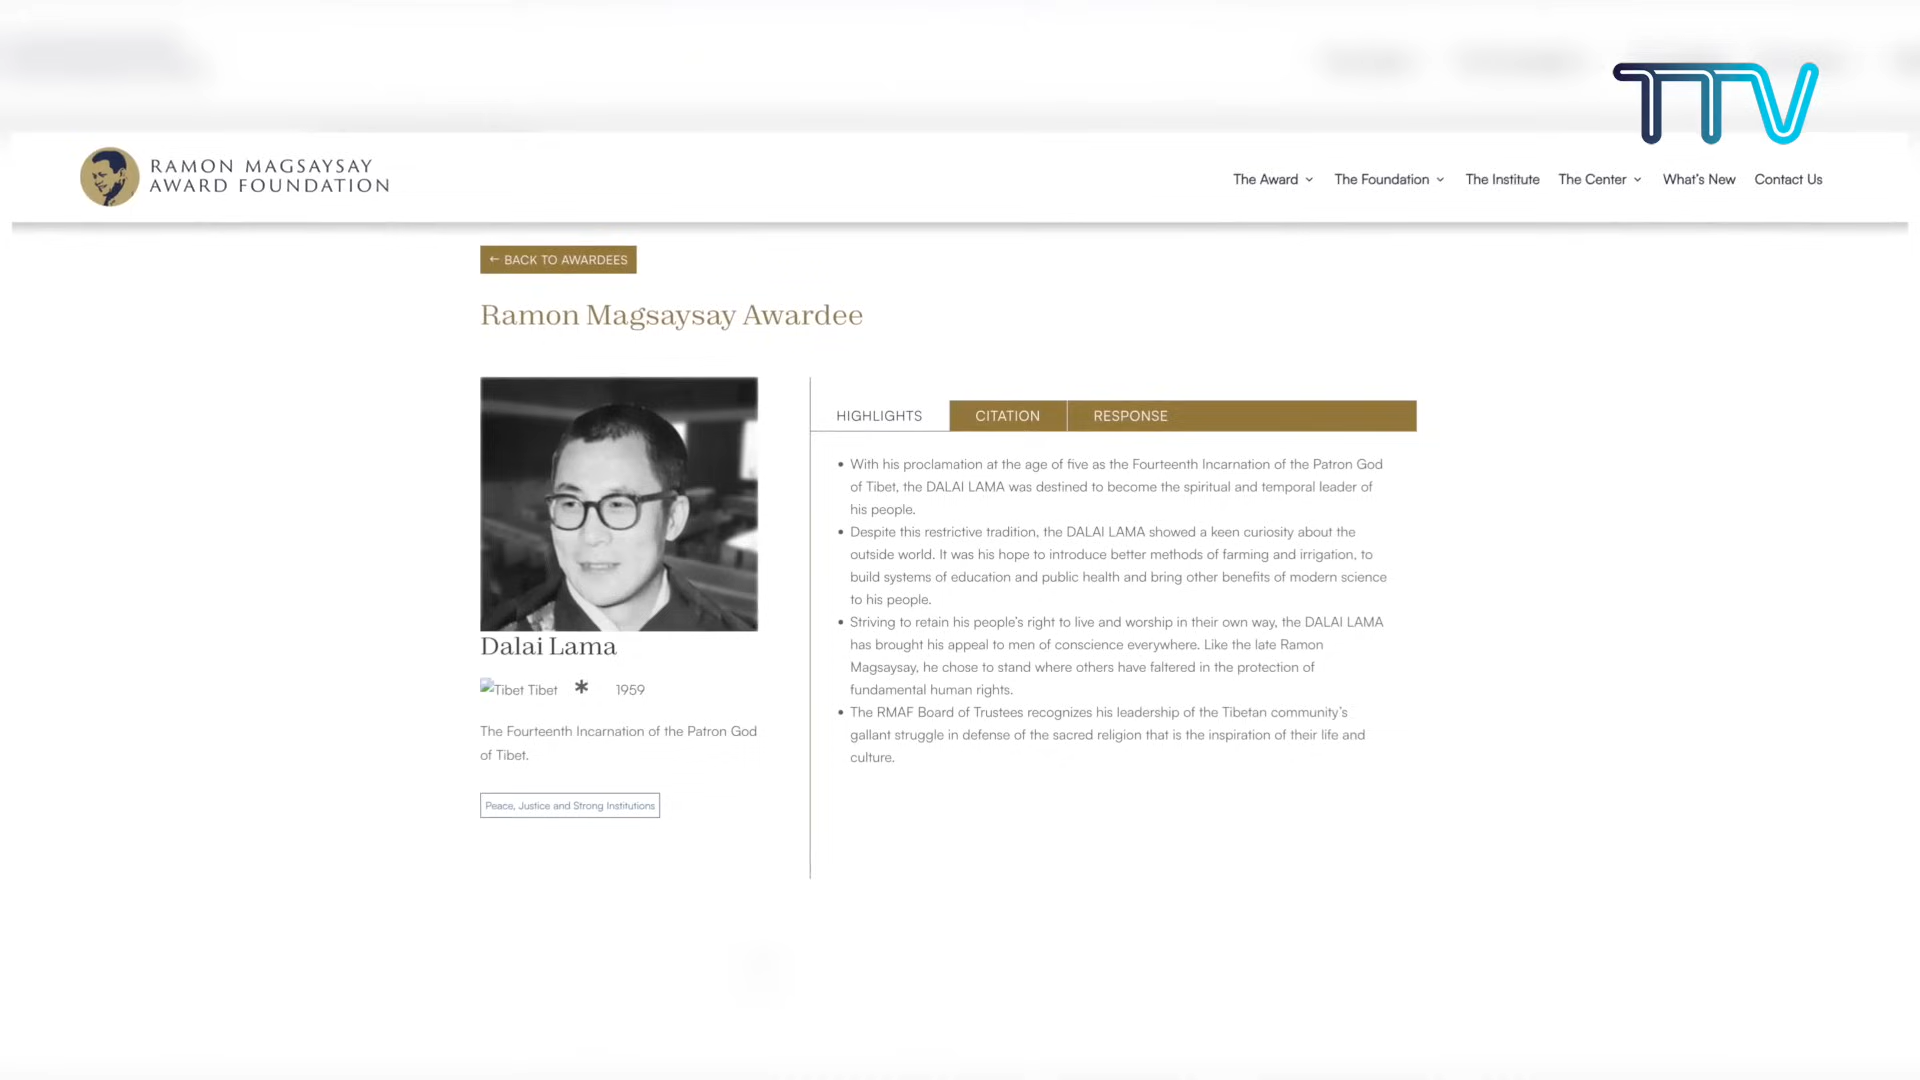 TTV
RAMON MAGSAYSAY
AWARD FOUNDATION
The Award
The Foundation
The Institute
The Center
What's New
Contact Us
← BACK TO AWARDEES
Ramon Magsaysay Awardee
Dalai Lama
Tibet Tibet * 1959
The Fourteenth Incarnation of the Patron God
of Tibet.
Peace, Justice and Strong Institutions
HIGHLIGHTS
CITATION
RESPONSE
• With his proclamation at the age of five as the Fourteenth Incarnation of the Patron God
of Tibet, the DALAI LAMA was destined to become the spiritual and temporal leader of
his people.
• Despite this restrictive tradition, the DALAI LAMA showed a keen curiosity about the
outside world. It was his hope to introduce better methods of farming and irrigation, to
build systems of education and public health and bring other benefits of modern science
to his people.
• Striving to retain his people's right to live and worship in their own way, the DALAI LAMA
has brought his appeal to men of conscience everywhere. Like the late Ramon
Magsaysay, he chose to stand where others have faltered in the protection of
fundamental human rights.
• The RMAF Board of Trustees recognizes his leadership of the Tibetan community's
gallant struggle in defense of the sacred religion that is the inspiration of their life and
culture.